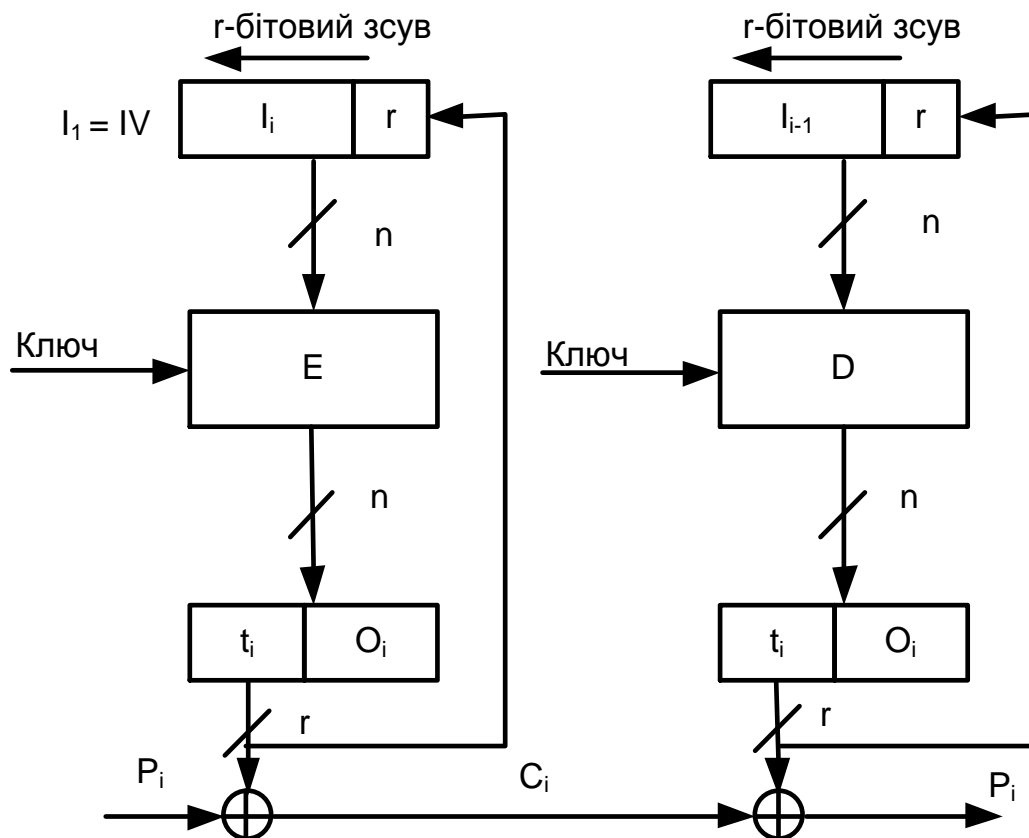 r-бітовий зсув
r-бітовий зсув
I₁ = IV
Iᵢ
r
Iᵢ₋₁
r
n
n
Ключ
E
Ключ
D
n
n
tᵢ
Oᵢ
tᵢ
Oᵢ
r
r
Pᵢ
Cᵢ
Pᵢ